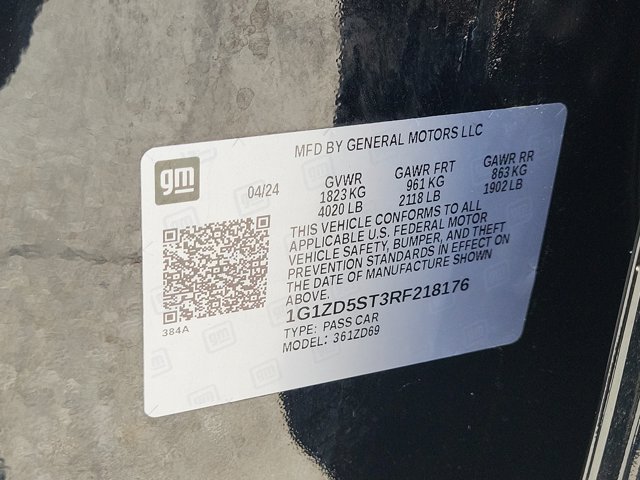 MFD BY GENERAL MOTORS LLC
gm
04/24
GVWR
1823 KG
4020 LB
GAWR FRT
961 KG
2118 LB
GAWR RR
863 KG
1902 LB
THIS VEHICLE CONFORMS TO ALL
APPLICABLE U.S. FEDERAL MOTOR
VEHICLE SAFETY, BUMPER, AND THEFT
PREVENTION STANDARDS IN EFFECT ON
THE DATE OF MANUFACTURE SHOWN
ABOVE.
384A
1G1ZD5ST3RF218176
TYPE: PASS CAR
MODEL: 361ZD69